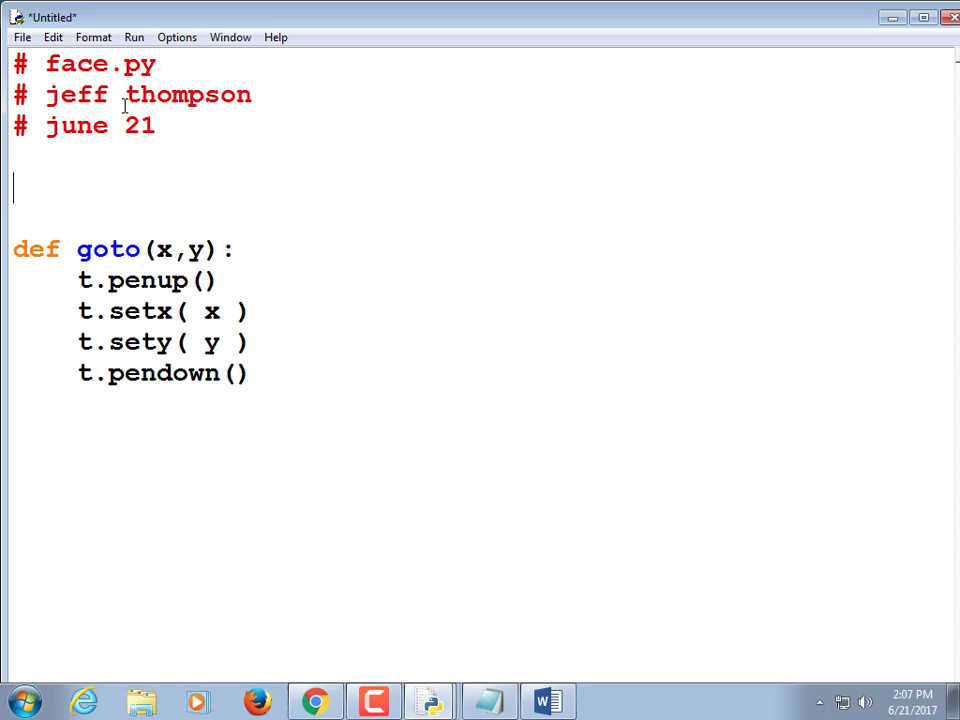 *Untitled*
File Edit Format Run Options Window Help
# face.py
# jeff thompson
# june 21
def goto(x,y):
    t.penup()
    t.setx( x )
    t.sety( y )
    t.pendown()
2:07 PM
6/21/2017